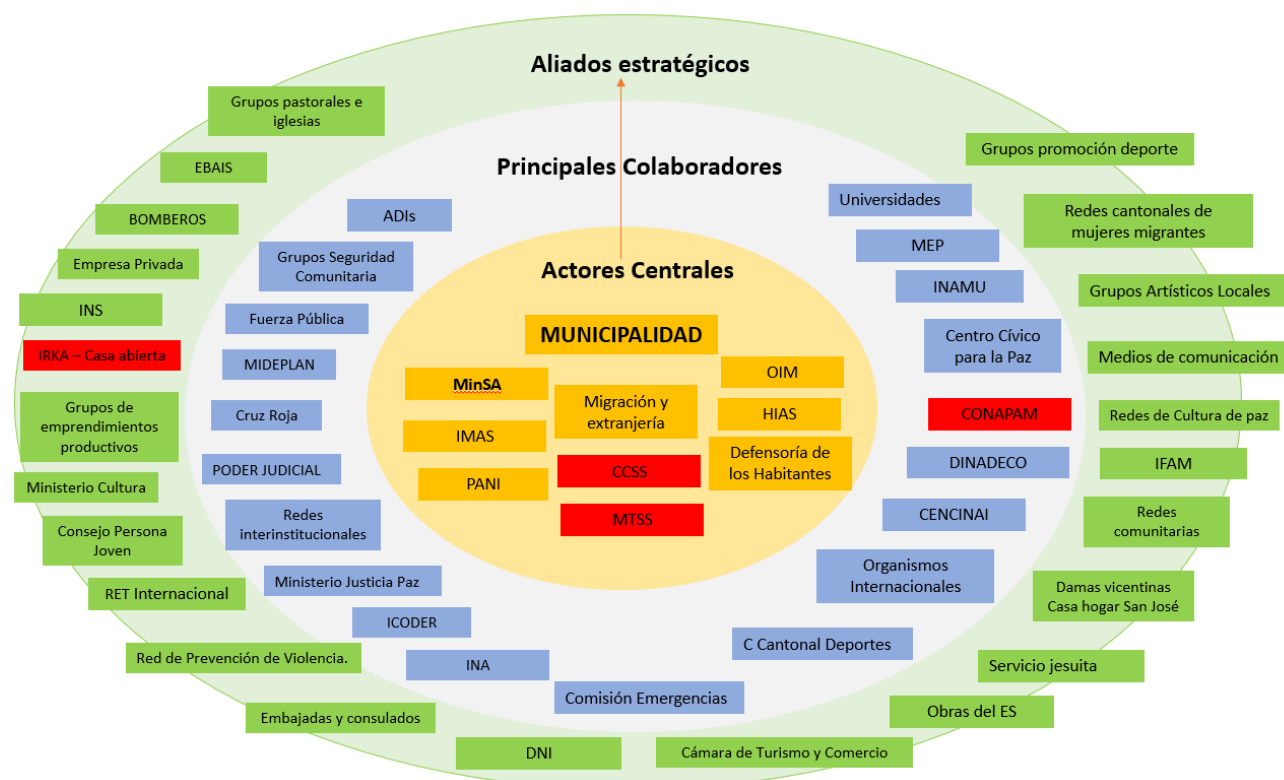 Aliados estratégicos
Grupos pastorales e
iglesias
EBAIS
BOMBEROS
Empresa Privada
INS
IRKA – Casa abierta
Grupos de
emprendimientos
productivos
Ministerio Cultura
Consejo Persona
Joven
RET Internacional
Red de Prevención de Violencia.
Embajadas y consulados
DNI
Cámara de Turismo y Comercio
Obras del ES
Servicio jesuita
Damas vicentinas
Casa hogar San José
Redes
comunitarias
IFAM
Redes de Cultura de paz
Medios de comunicación
Grupos Artísticos Locales
Redes cantonales de
mujeres migrantes
Grupos promoción deporte
Principales Colaboradores
ADIs
Grupos Seguridad
Comunitaria
Fuerza Pública
MIDEPLAN
Cruz Roja
PODER JUDICIAL
Redes
interinstitucionales
Ministerio Justicia Paz
ICODER
INA
Comisión Emergencias
C Cantonal Deportes
Organismos
Internacionales
CENCINAI
DINADECO
CONAPAM
Centro Cívico
para la Paz
INAMU
MEP
Universidades
Actores Centrales
MUNICIPALIDAD
MinSA
IMAS
PANI
Migración y
extranjería
CCSS
MTSS
OIM
HIAS
Defensoría de
los Habitantes